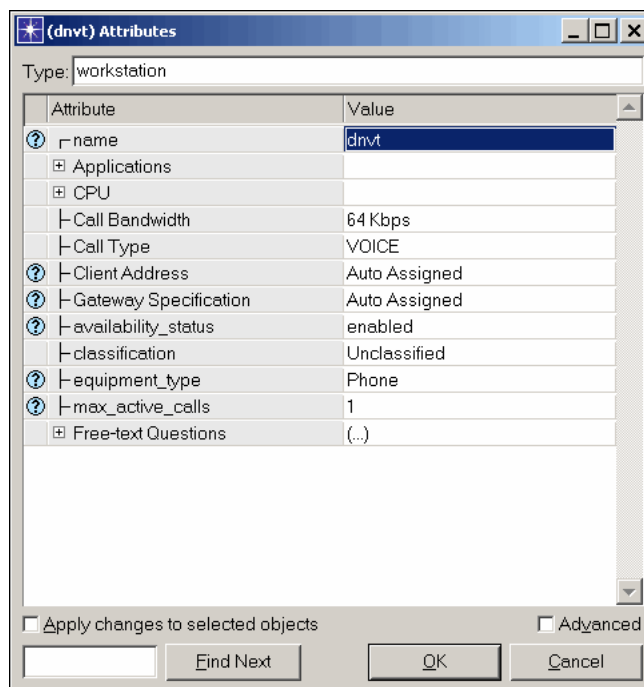 (dnvt) Attributes
Type: workstation
Attribute Value
name dnvt
Applications
CPU
Call Bandwidth 64 Kbps
Call Type VOICE
Client Address Auto Assigned
Gateway Specification Auto Assigned
availability_status enabled
classification Unclassified
equipment_type Phone
max_active_calls 1
Free-text Questions (...)
Apply changes to selected objects Advanced
Find Next OK Cancel